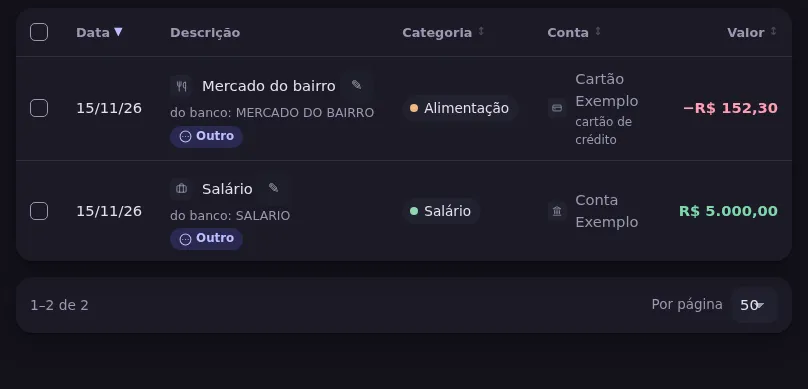 Data ▼ Descrição Categoria ↕ Conta ↕ Valor ↕
15/11/26 Mercado do bairro ✎
do banco: MERCADO DO BAIRRO
Outro
Alimentação
Cartão
Exemplo
cartão de
crédito
−R$ 152,30
15/11/26 Salário ✎
do banco: SALARIO
Outro
Salário
Conta
Exemplo
R$ 5.000,00
1–2 de 2 Por página 50